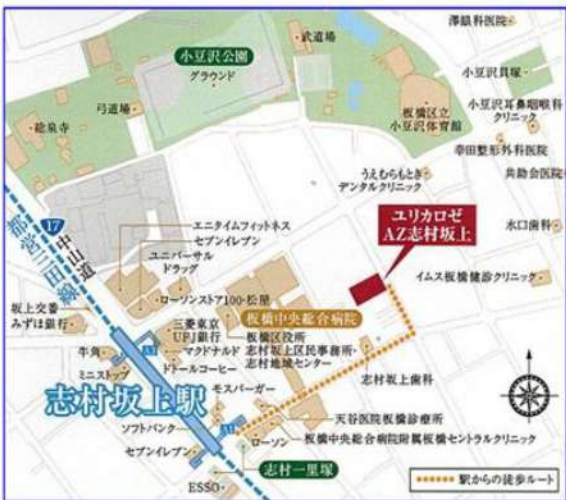 澤眼科医院
武道場
小豆沢公園
グラウンド
小豆沢貝塚
弓道場
板橋区立
小豆沢体育館
小豆沢耳鼻咽喉科
クリニック
総泉寺
幸田整形外科医院
うえむらもとき
デンタルクリニック
共助会医院
ユリカロゼ
AZ志村坂上
水口歯科
17
中山道
都営三田線
エニタイムフィットネス
セブンイレブン
ユニバーサル
ドラッグ
イムス板橋健診クリニック
ローソンストア100・松屋
坂上交番
みずほ銀行
三菱東京
UFJ銀行
板橋中央総合病院
A3
マクドナルド
板橋区役所
志村坂上区民事務所・
志村地域センター
牛角
ミニストップ
ドトールコーヒー
志村坂上歯科
モスバーガー
志村坂上駅
天谷医院板橋診療所
ソフトバンク
A1
ローソン
板橋中央総合病院附属板橋セントラルクリニック
セブンイレブン
志村一里塚
ESSO
駅からの徒歩ルート